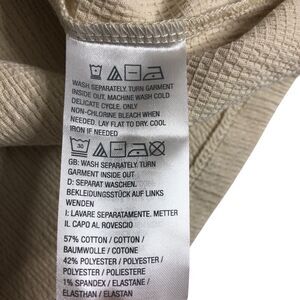 WASH SEPARATELY. TURN GARMENT
INSIDE OUT. MACHINE WASH COLD
DELICATE CYCLE. ONLY
NON-CHLORINE BLEACH WHEN
NEEDED. LAY FLAT TO DRY. COOL
IRON IF NEEDED
30
GB: WASH SEPARATELY. TURN
GARMENT INSIDE OUT
D: SEPARAT WASCHEN.
BEKLEIDUNGSSTÜCK AUF LINKS
WENDEN
I: LAVARE SEPARATAMENTE. METTER
IL CAPO AL ROVESCIO
57% COTTON / COTTON /
BAUMWOLLE / COTONE
42% POLYESTER / POLYESTER /
POLYESTER / POLIESTERE
1% SPANDEX / ELASTANE /
ELASTHAN / ELASTAN